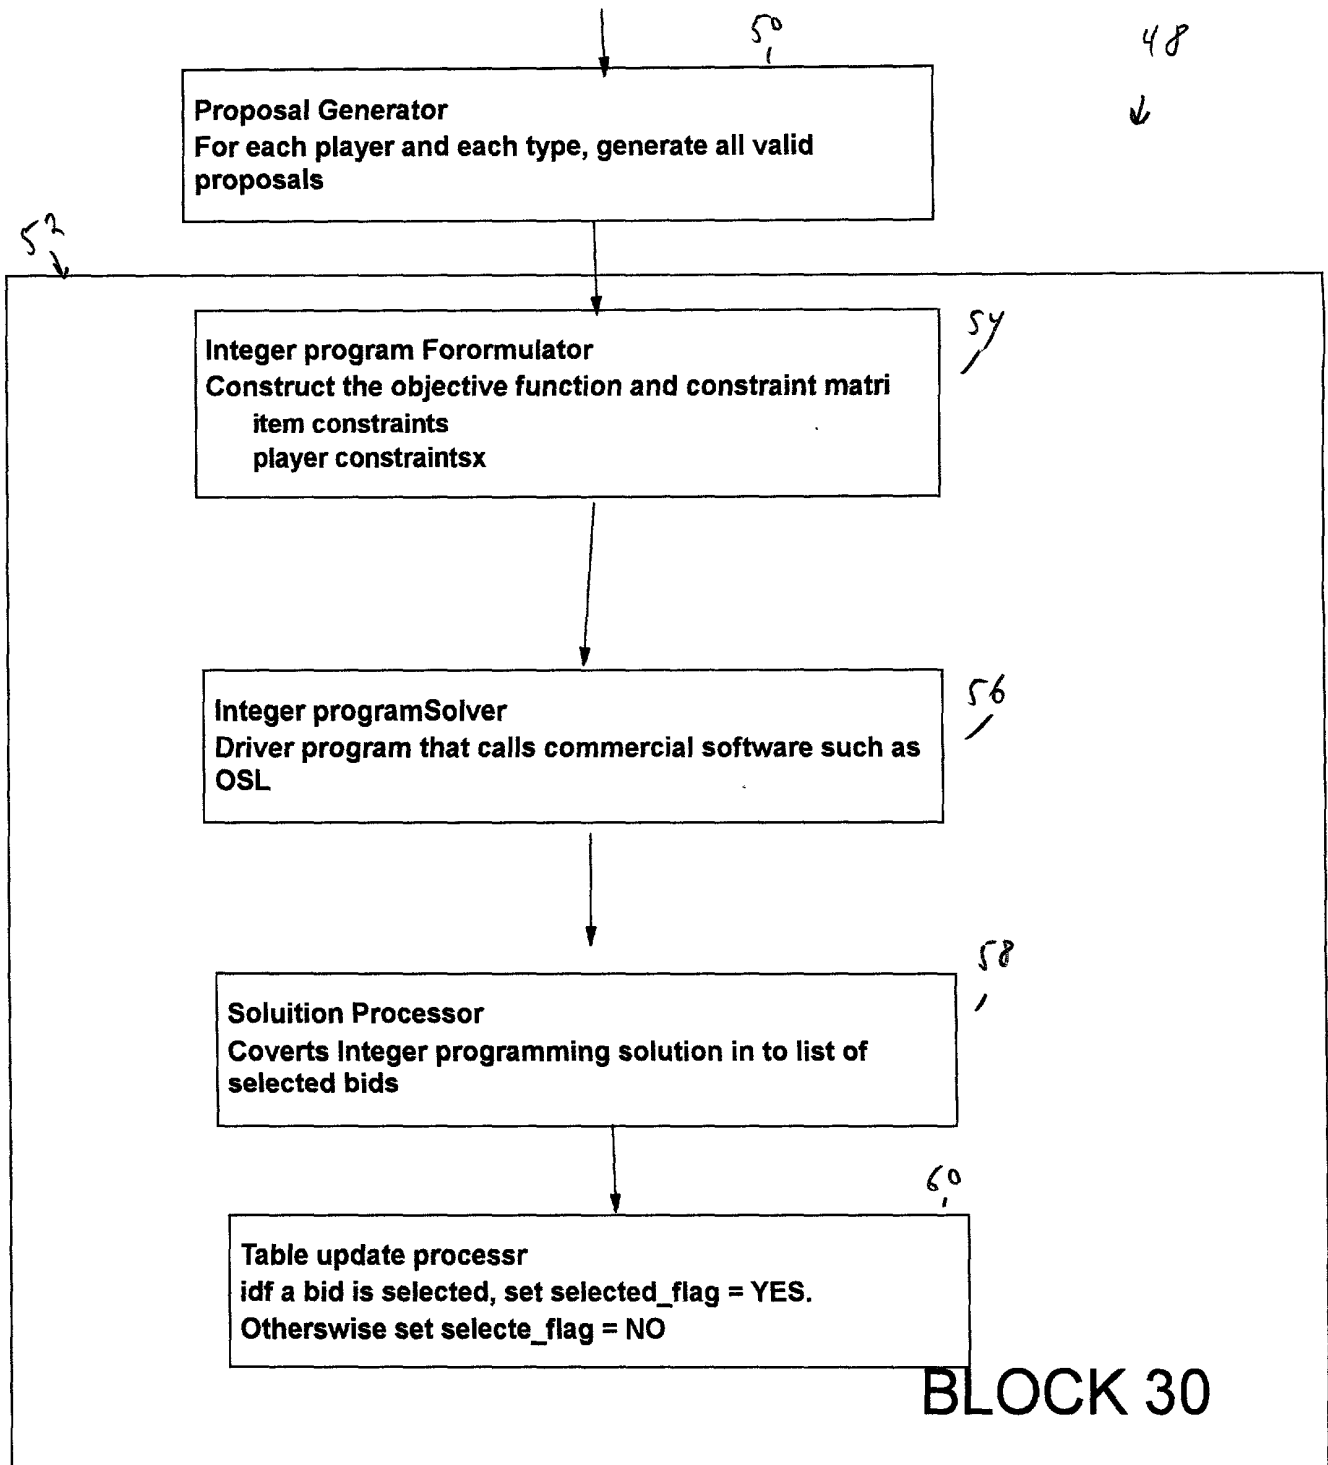 50
48
Proposal Generator
For each player and each type, generate all valid
proposals
52
54
Integer program Forormulator
Construct the objective function and constraint matri
item constraints
player constraintsx
56
Integer programSolver
Driver program that calls commercial software such as
OSL
58
Soluition Processor
Coverts Integer programming solution in to list of
selected bids
60
Table update processr
idf a bid is selected, set selected_flag = YES.
Otherswise set selecte_flag = NO
BLOCK 30